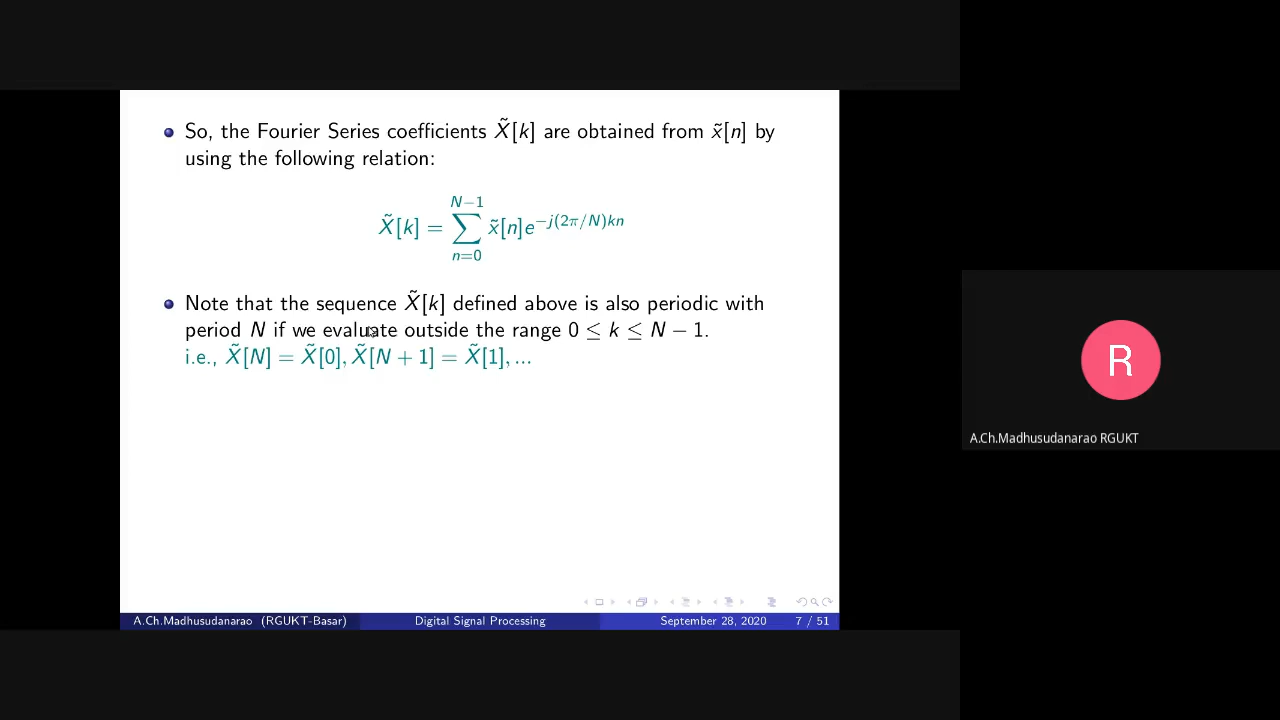 So, the Fourier Series coefficients X̃[k] are obtained from x̃[n] by
using the following relation:
X̃[k] = ∑_{n=0}^{N−1} x̃[n]e^{−j(2π/N)kn}
Note that the sequence X̃[k] defined above is also periodic with
period N if we evaluate outside the range 0 ≤ k ≤ N − 1.
i.e., X̃[N] = X̃[0], X̃[N + 1] = X̃[1], ...
R
A.Ch.Madhusudanarao RGUKT
A.Ch.Madhusudanarao (RGUKT-Basar) Digital Signal Processing September 28, 2020 7 / 51